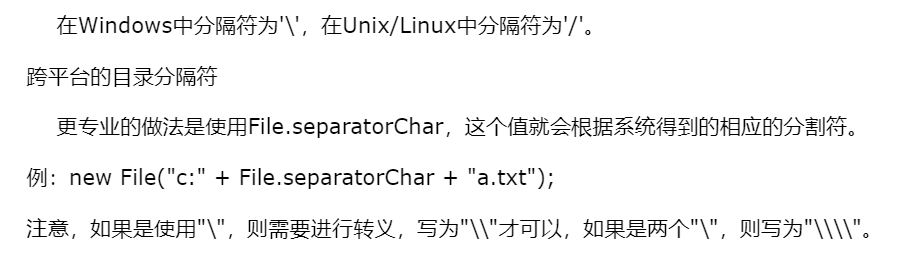 在Windows中分隔符为'\'，在Unix/Linux中分隔符为'/'。
跨平台的目录分隔符
更专业的做法是使用File.separatorChar，这个值就会根据系统得到的相应的分割符。
例：new File("c:" + File.separatorChar + "a.txt");
注意，如果是使用"\"，则需要进行转义，写为"\\"才可以，如果是两个"\"，则写为"\\\\"。